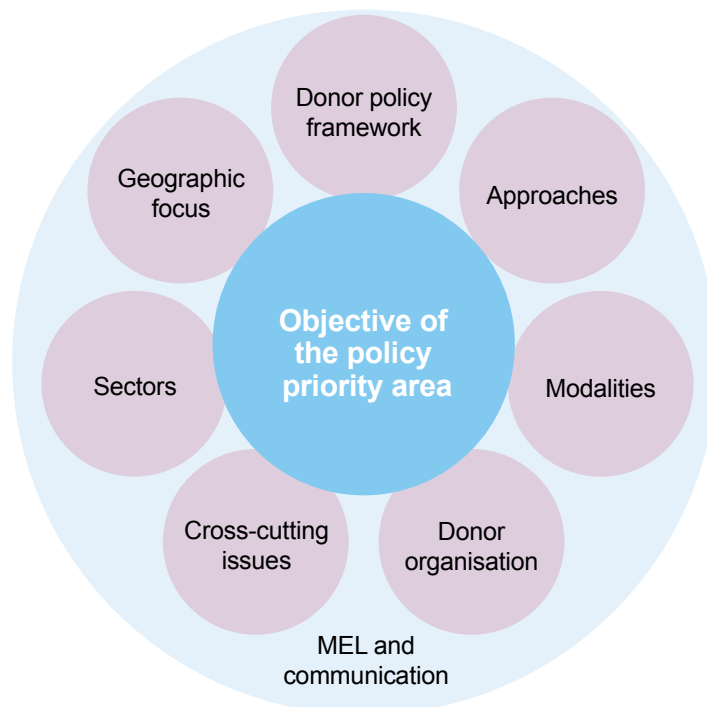 Donor policy
framework
Geographic
focus
Approaches
Objective of
the policy
priority area
Sectors
Modalities
Cross-cutting
issues
Donor
organisation
MEL and
communication